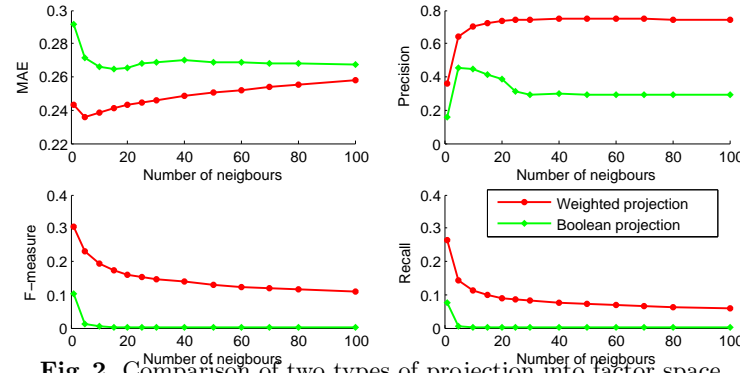 0.3
0.28
0.26
0.24
0.22
MAE
0 20 40 60 80 100
Number of neigbours
0.8
0.6
0.4
0.2
0
Precision
0 20 40 60 80 100
Number of neigbours
0.4
0.3
0.2
0.1
0
F−measure
0 20 40 60 80 100
Number of neigbours
0.4
0.3
0.2
0.1
0
Recall
0 20 40 60 80 100
Number of neigbours
Weighted projection
Boolean projection
Fig. 2. Comparison of two types of projection into factor space